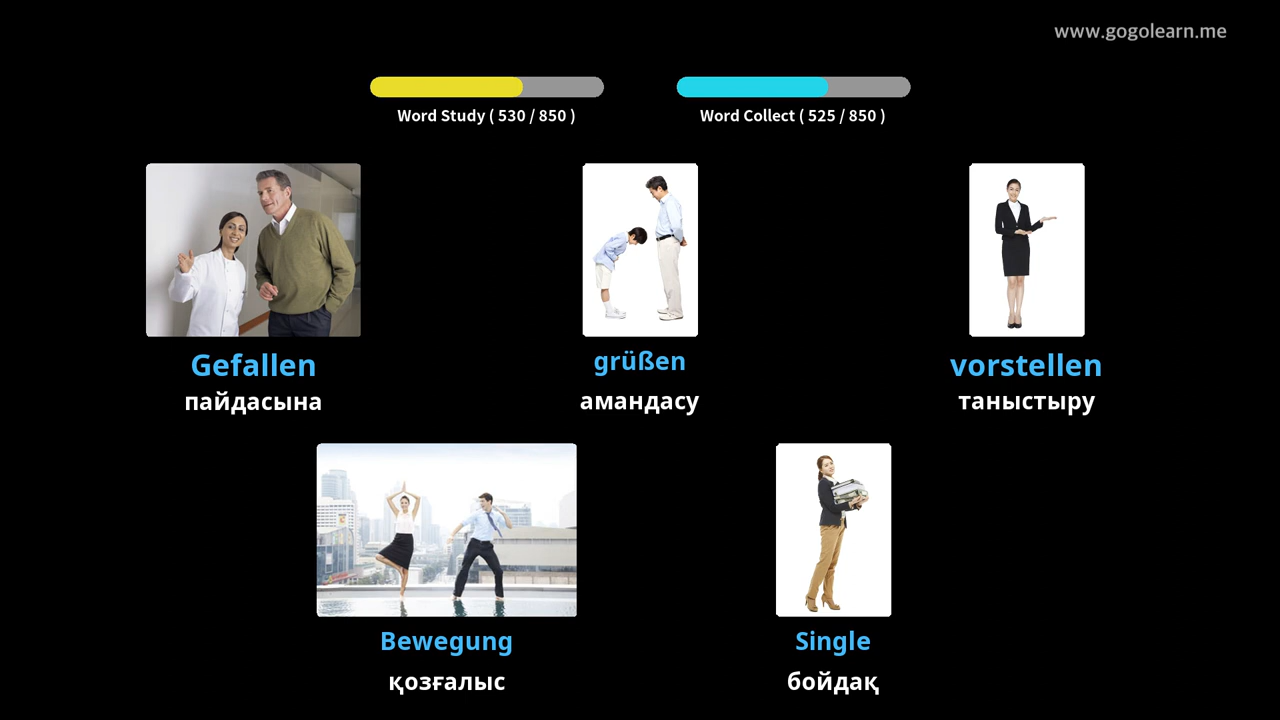 www.gogolearn.me
Word Study ( 530 / 850 )
Word Collect ( 525 / 850 )
Gefallen
пайдасына
grüßen
амандасу
vorstellen
таныстыру
Bewegung
қозғалыс
Single
бойдақ